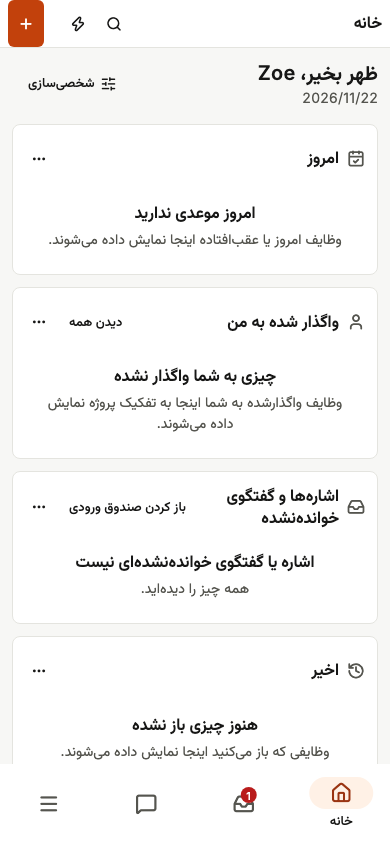 خانه
ظهر بخیر، Zoe
2026/11/22
شخصی‌سازی
امروز
امروز موعدی ندارید
وظایف امروز یا عقب‌افتاده اینجا نمایش داده می‌شوند.
واگذار شده به من
دیدن همه
چیزی به شما واگذار نشده
وظایف واگذارشده به شما اینجا به تفکیک پروژه نمایش
داده می‌شوند.
اشاره‌ها و گفتگوی
خوانده‌نشده
باز کردن صندوق ورودی
اشاره یا گفتگوی خوانده‌نشده‌ای نیست
همه چیز را دیده‌اید.
اخیر
هنوز چیزی باز نشده
وظایفی که باز می‌کنید اینجا نمایش داده می‌شوند.
خانه
1